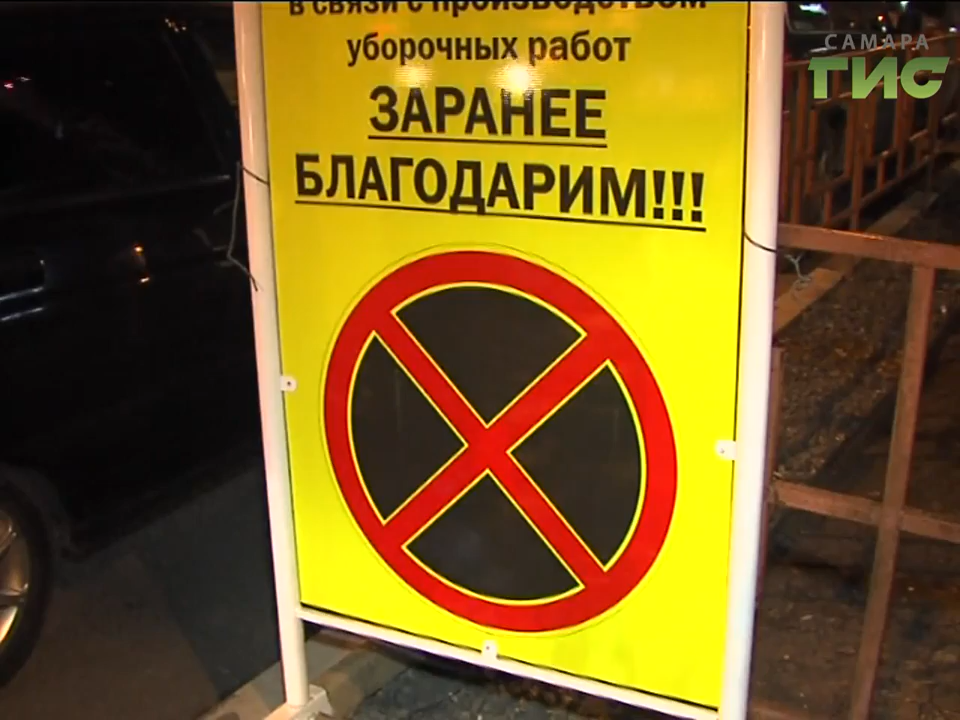 в связи с производством
уборочных работ
ЗАРАНЕЕ
БЛАГОДАРИМ!!!
САМАРА
ГИС